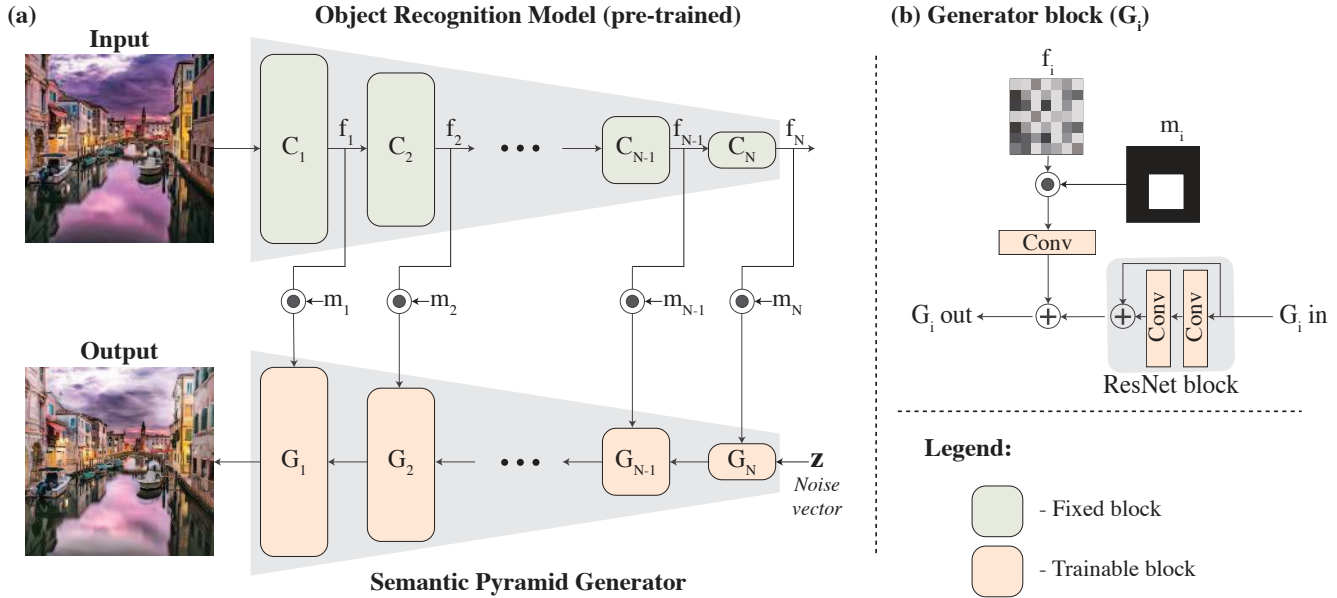 (a)
Object Recognition Model (pre-trained)
Input
C1
f1
C2
f2
•••
CN-1
fN-1
CN
fN
m1
m2
mN-1
mN
Output
G1
G2
•••
GN-1
GN
z
Noise
vector
Semantic Pyramid Generator
(b) Generator block (Gi)
fi
mi
Conv
Gi out
+
+
Conv
Conv
Gi in
ResNet block
Legend:
- Fixed block
- Trainable block